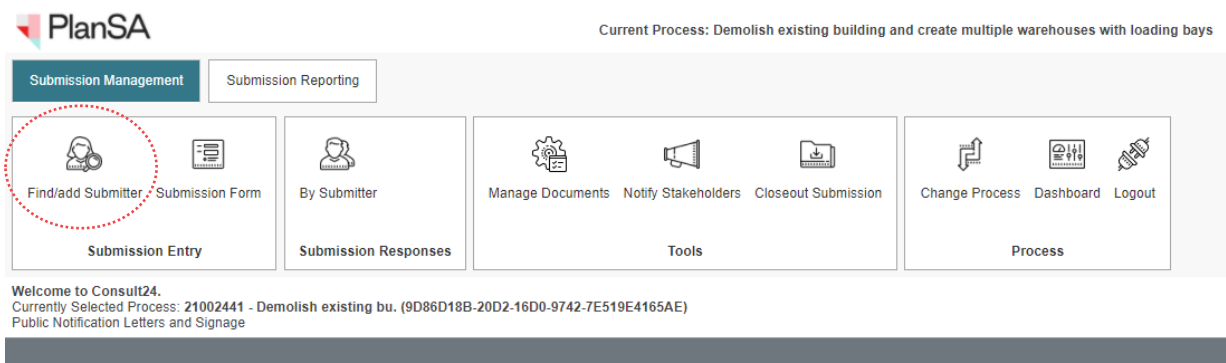 PlanSA
Current Process: Demolish existing building and create multiple warehouses with loading bays
Submission Management
Submission Reporting
Find/add Submitter
Submission Form
Submission Entry
By Submitter
Submission Responses
Manage Documents
Notify Stakeholders
Closeout Submission
Tools
Change Process
Dashboard
Logout
Process
Welcome to Consult24.
Currently Selected Process: 21002441 - Demolish existing bu. (9D86D18B-20D2-16D0-9742-7E519E4165AE)
Public Notification Letters and Signage